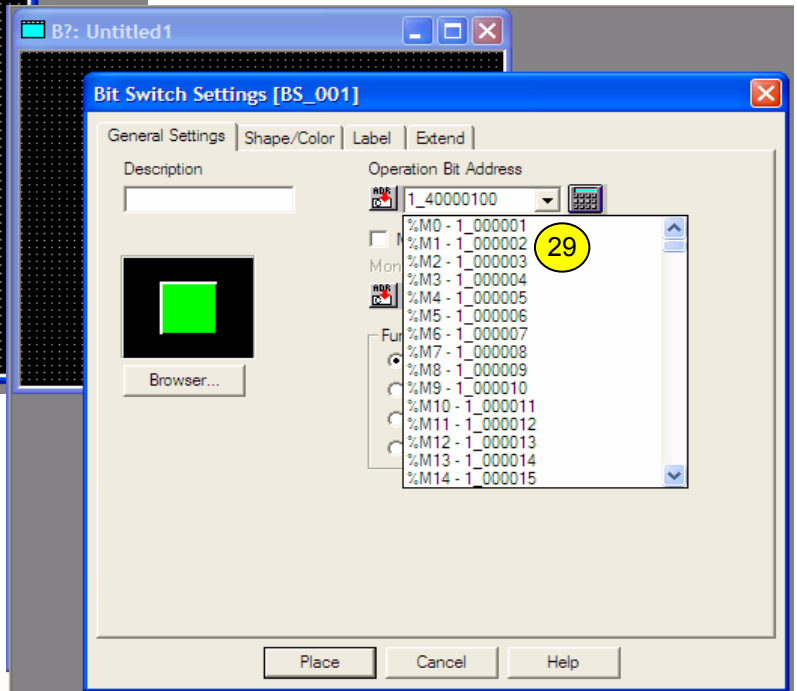 B?: Untitled1
Bit Switch Settings [BS_001]
General Settings
Shape/Color
Label
Extend
Description
Operation Bit Address
1_40000100
%M0 - 1_000001
%M1 - 1_000002
29
%M2 - 1_000003
%M3 - 1_000004
%M4 - 1_000005
%M5 - 1_000006
%M6 - 1_000007
%M7 - 1_000008
%M8 - 1_000009
%M9 - 1_000010
%M10 - 1_000011
%M11 - 1_000012
%M12 - 1_000013
%M13 - 1_000014
%M14 - 1_000015
Browser...
Place
Cancel
Help